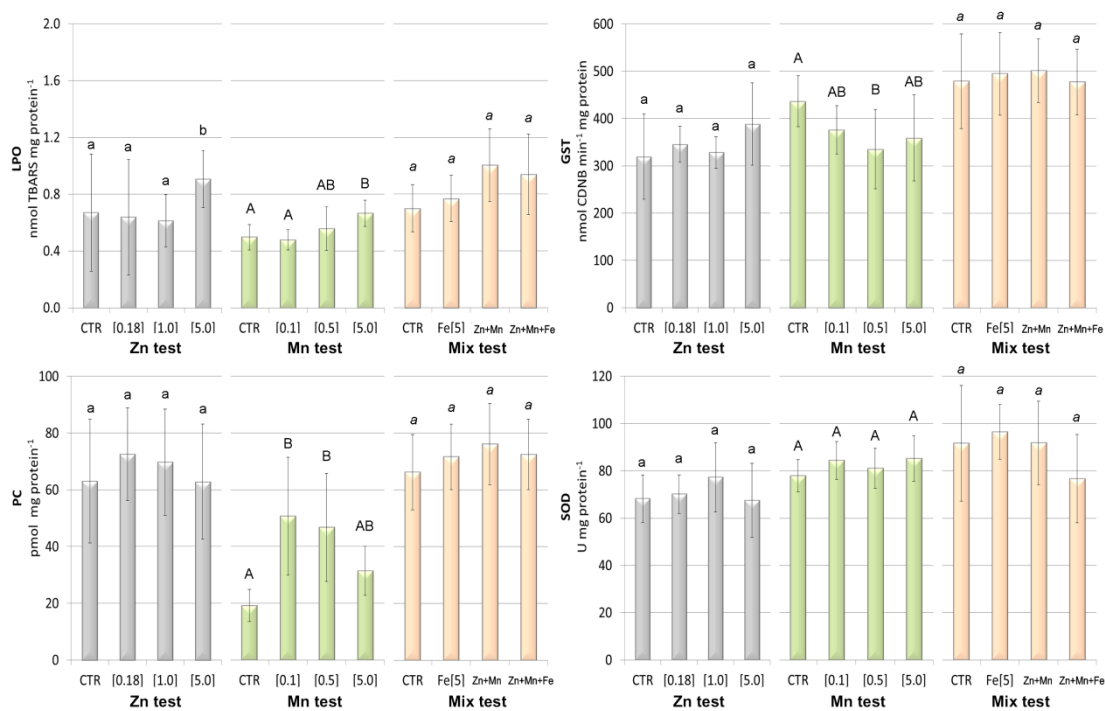 LPO
nmol TBARS mg protein⁻¹
2.0
1.6
1.2
0.8
0.4
0.0
a a a b
A A AB B
a a a a
CTR [0.18] [1.0] [5.0]
Zn test
CTR [0.1] [0.5] [5.0]
Mn test
CTR Fe[5] Zn+Mn Zn+Mn+Fe
Mix test
GST
nmol CDNB min⁻¹ mg protein
600
500
400
300
200
100
0
a a a a
A AB B AB
a a a a
CTR [0.18] [1.0] [5.0]
Zn test
CTR [0.1] [0.5] [5.0]
Mn test
CTR Fe[5] Zn+Mn Zn+Mn+Fe
Mix test
PC
pmol mg protein⁻¹
100
80
60
40
20
0
a a a a
A B B AB
a a a a
CTR [0.18] [1.0] [5.0]
Zn test
CTR [0.1] [0.5] [5.0]
Mn test
CTR Fe[5] Zn+Mn Zn+Mn+Fe
Mix test
SOD
U mg protein⁻¹
120
100
80
60
40
20
0
a a a a
A A A A
a a a a
CTR [0.18] [1.0] [5.0]
Zn test
CTR [0.1] [0.5] [5.0]
Mn test
CTR Fe[5] Zn+Mn Zn+Mn+Fe
Mix test